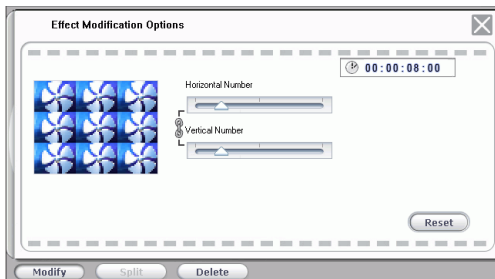 Effect Modification Options
00:00:08:00
Horizontal Number
Vertical Number
Reset
Modify
Split
Delete